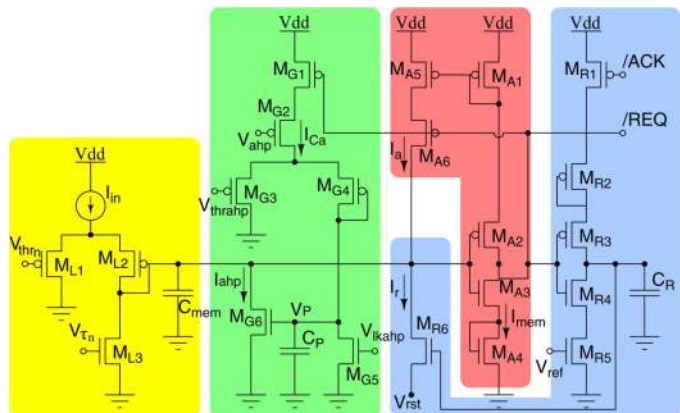 Vdd
Vdd
Vdd
Vdd
/ACK
MG1
MA5
MA1
MR1
MG2
/REQ
Vahp
ICa
Ia
MA6
Vdd
MG3
MG4
MR2
Iin
Vthrahp
Vthrn
ML1
ML2
MA2
MR3
Iahp
Cmem
Ir
MA3
CR
MR4
VP
Imem
MG6
MR6
Vτn
ML3
CP
Vlkahp
MA4
MR5
Vref
MG5
Vrst